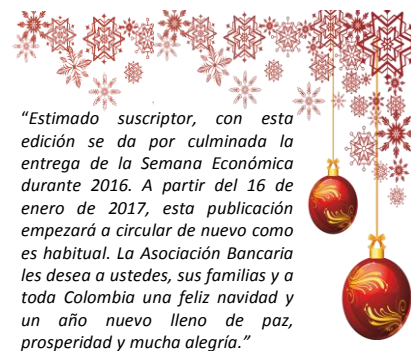 “Estimado suscriptor, con esta
edición se da por culminada la
entrega de la Semana Económica
durante 2016. A partir del 16 de
enero de 2017, esta publicación
empezará a circular de nuevo como
es habitual. La Asociación Bancaria
les desea a ustedes, sus familias y a
toda Colombia una feliz navidad y
un año nuevo lleno de paz,
prosperidad y mucha alegría.”